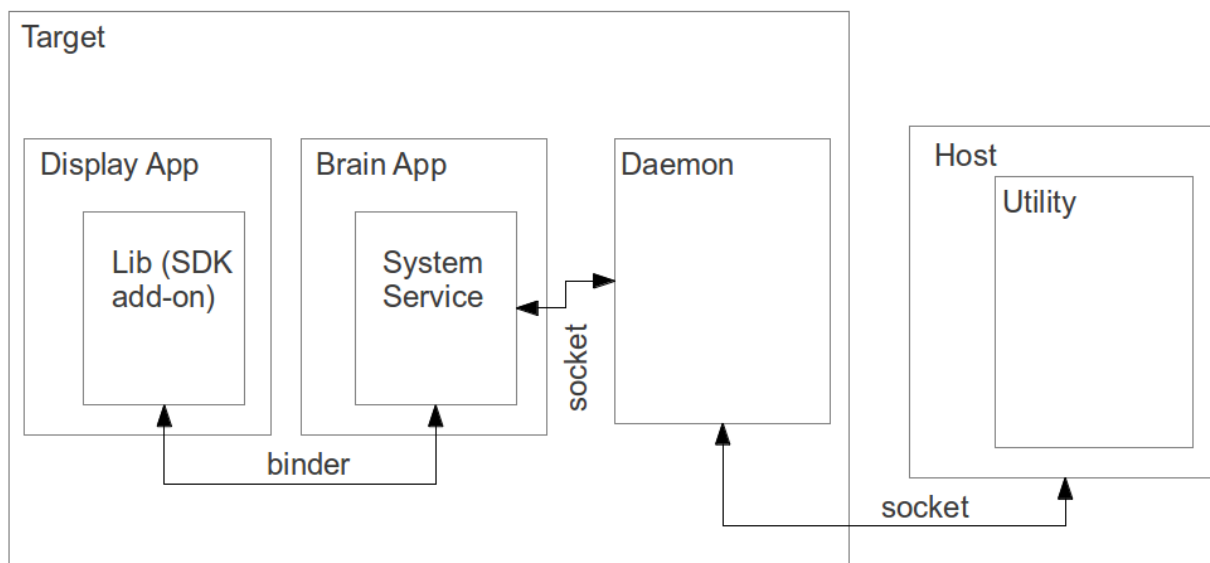 Target
Display App
Brain App
Daemon
Host
Utility
Lib (SDK
add-on)
System
Service
socket
binder
socket